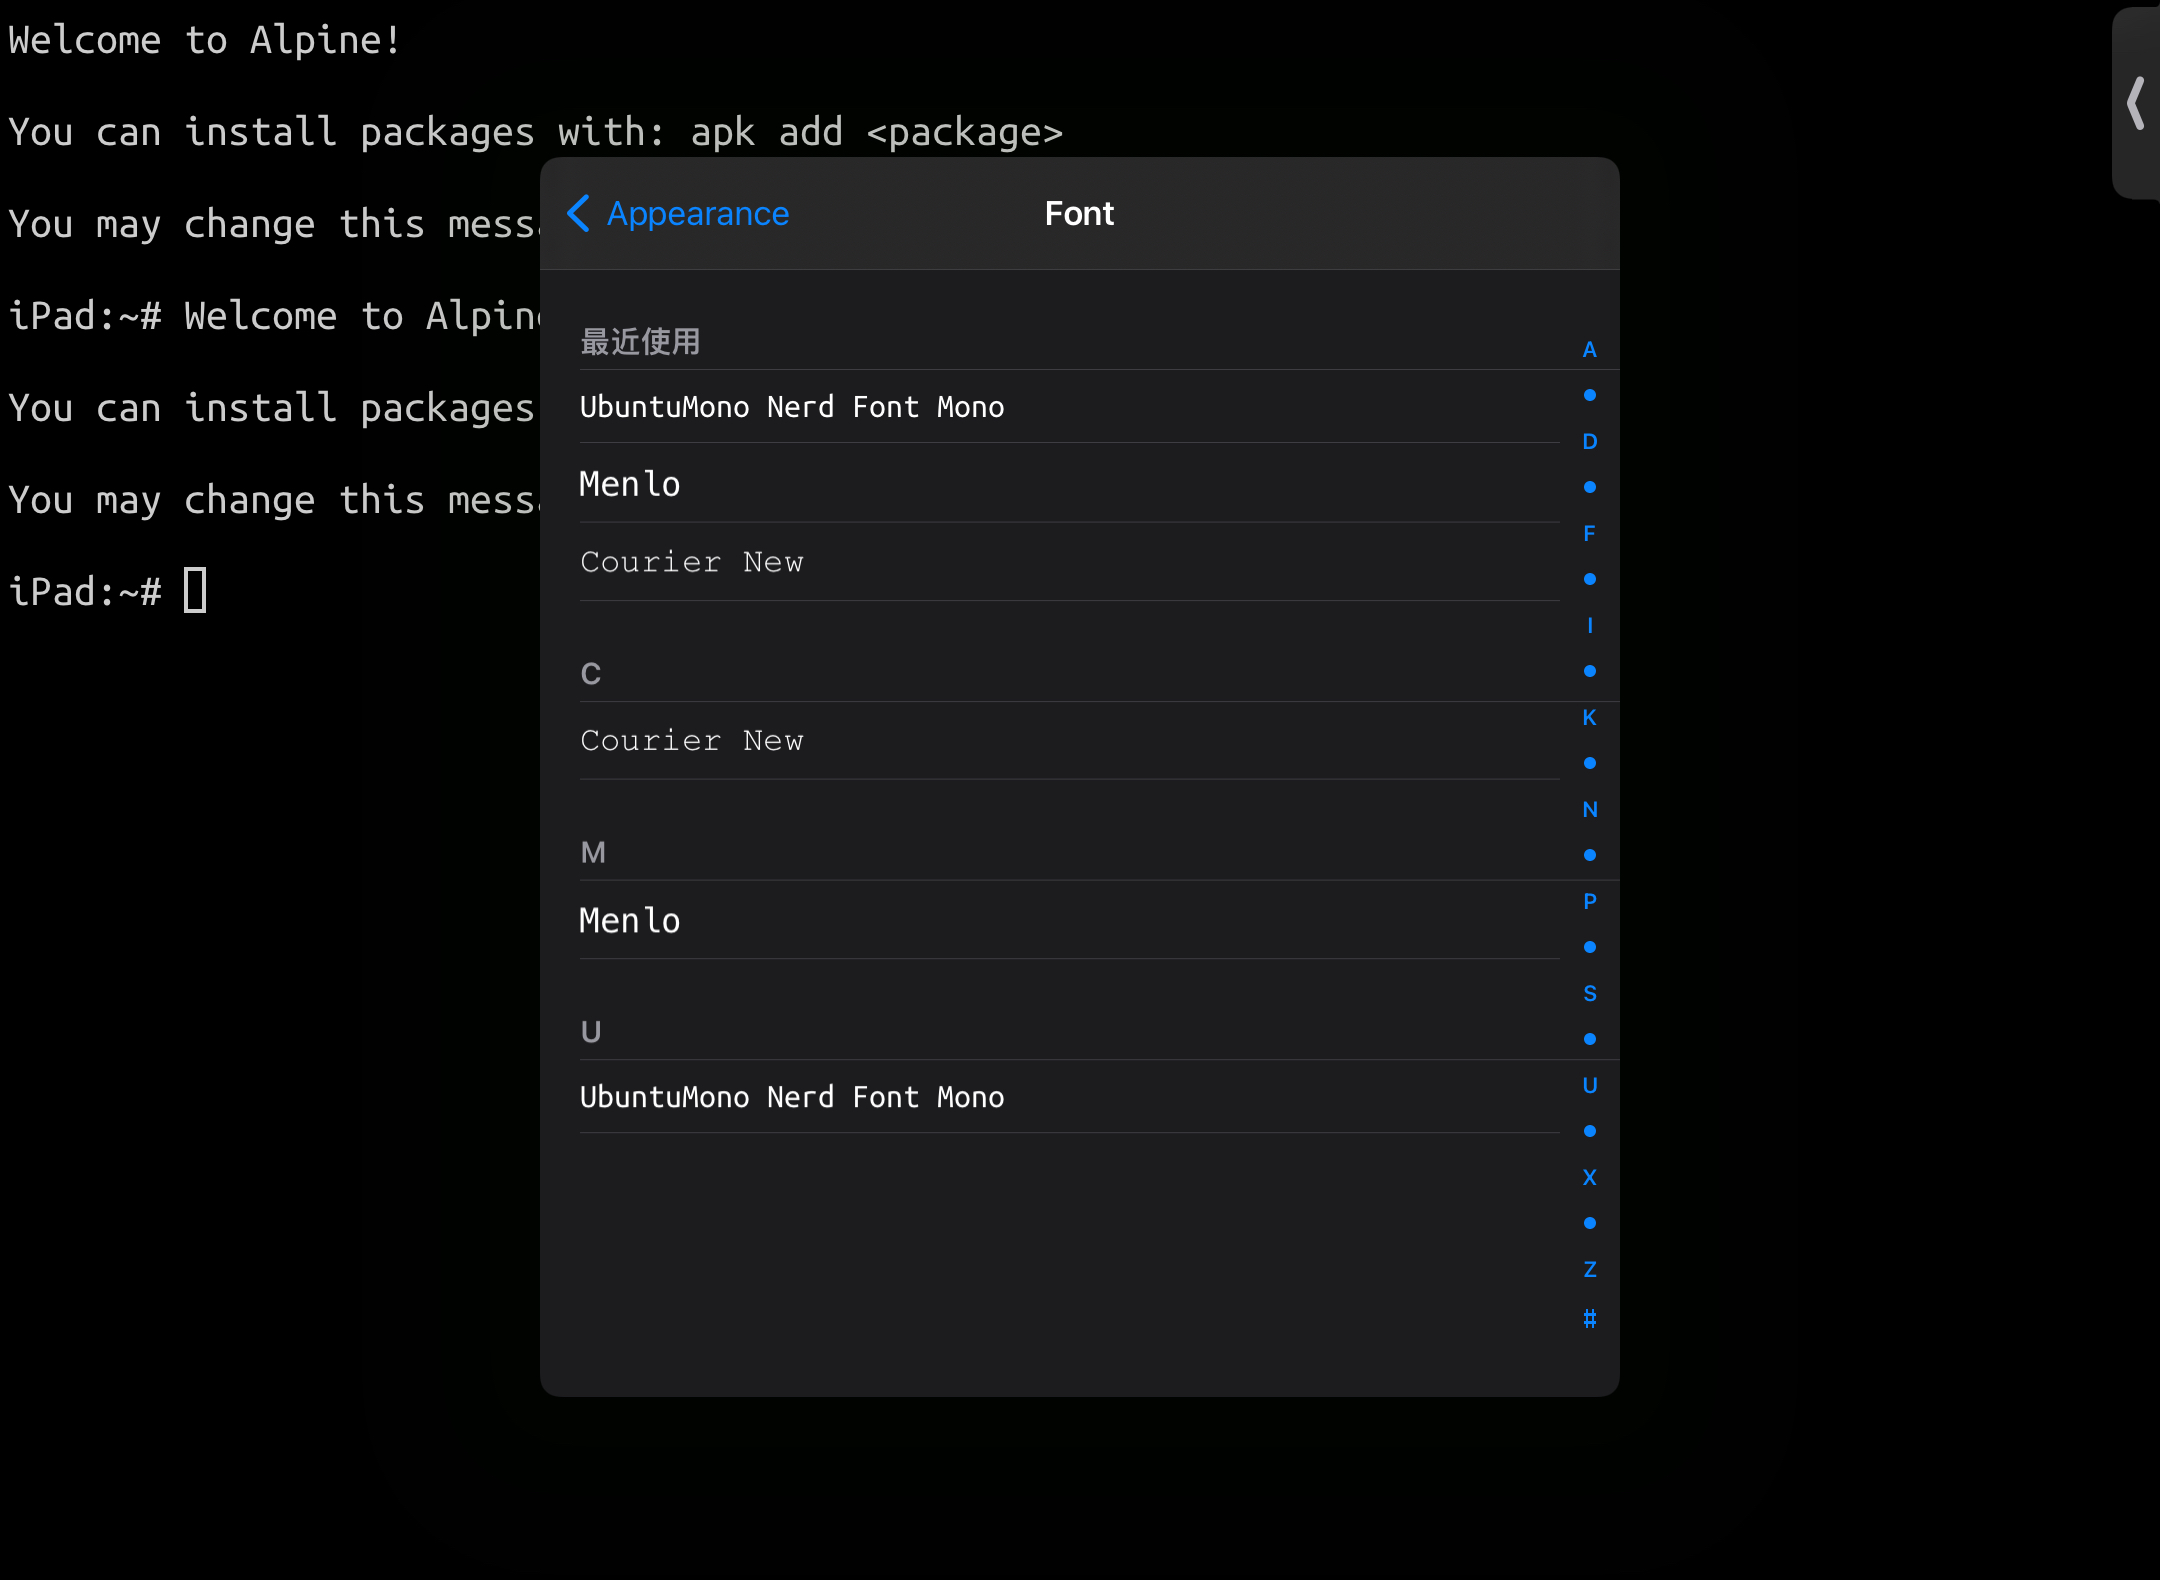 Welcome to Alpine!
You can install packages with: apk add <package>
You may change this mess
iPad:~# Welcome to Alpin
You can install packages
You may change this mess
iPad:~#
Appearance
Font
最近使用
UbuntuMono Nerd Font Mono
Menlo
Courier New
C
Courier New
M
Menlo
U
UbuntuMono Nerd Font Mono
A
D
F
I
K
N
P
S
U
X
Z
#